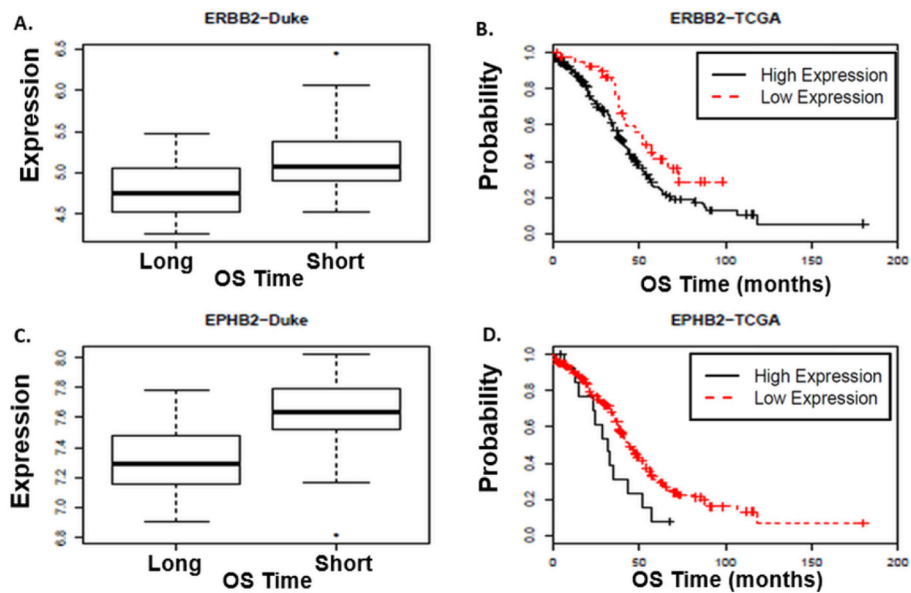 A.
ERBB2-Duke
Expression
6.5
6.0
5.5
5.0
4.5
Long
Short
OS Time
B.
ERBB2-TCGA
Probability
1.0
0.8
0.6
0.4
0.2
0.0
High Expression
Low Expression
0
50
100
150
200
OS Time (months)
C.
EPHB2-Duke
Expression
8.0
7.8
7.6
7.4
7.2
7.0
6.8
Long
Short
OS Time
D.
EPHB2-TCGA
Probability
1.0
0.8
0.6
0.4
0.2
0.0
High Expression
Low Expression
0
50
100
150
200
OS Time (months)